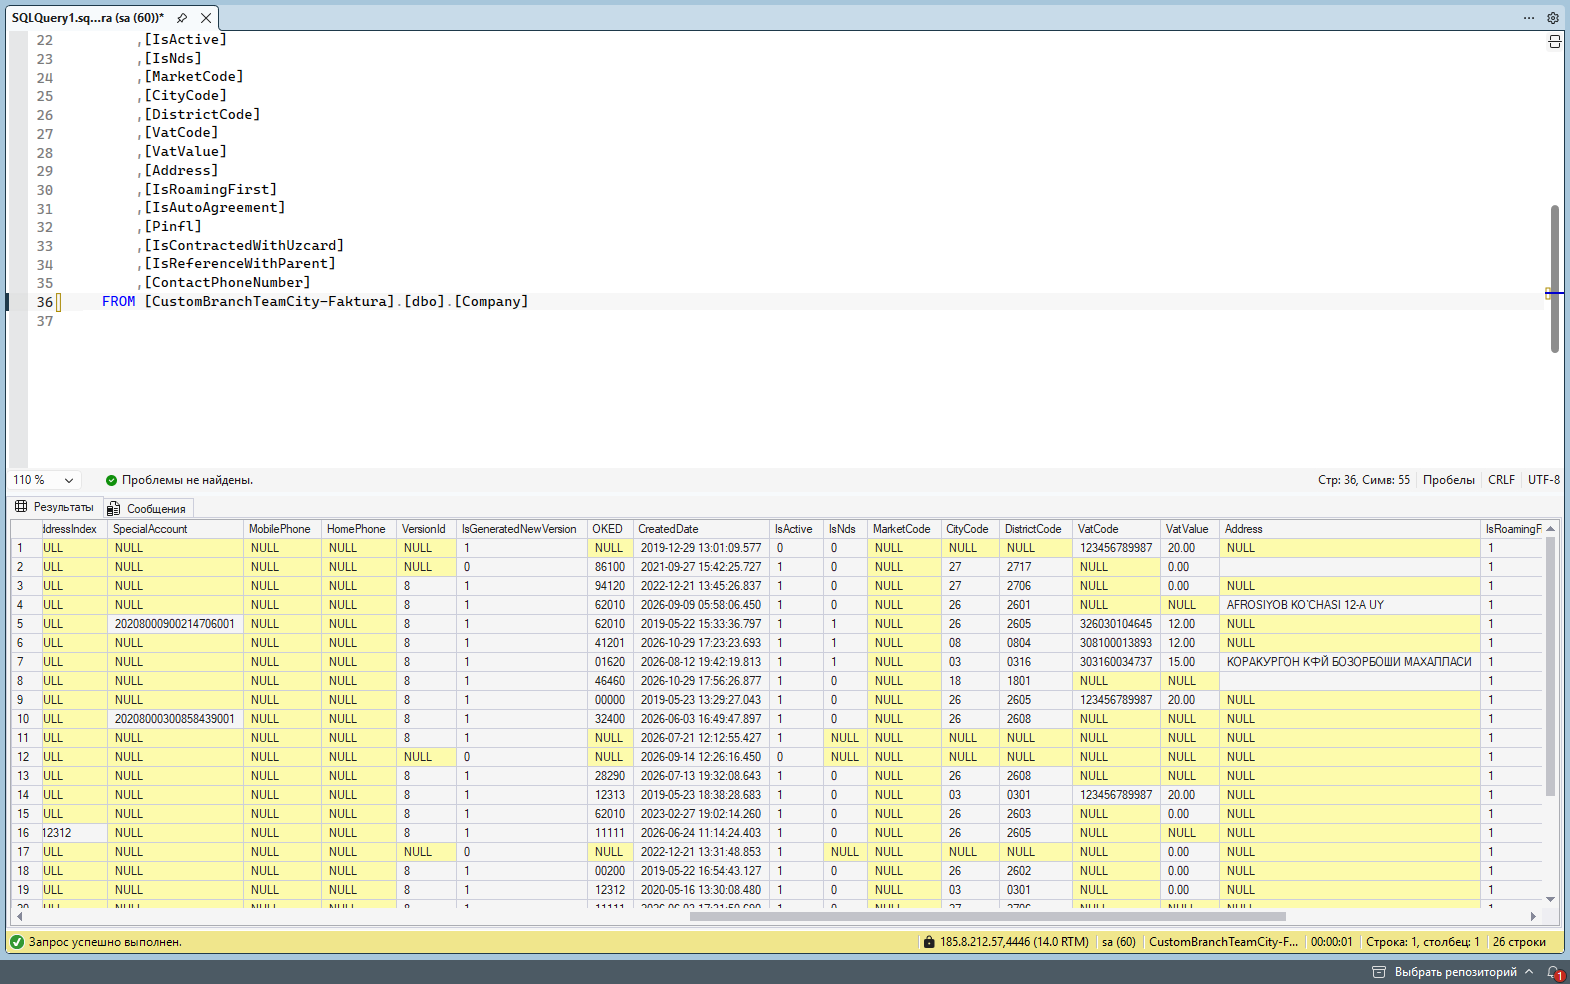 SQLQuery1.sq...ra (sa (60))*
22 ,[IsActive]
23 ,[IsNds]
24 ,[MarketCode]
25 ,[CityCode]
26 ,[DistrictCode]
27 ,[VatCode]
28 ,[VatValue]
29 ,[Address]
30 ,[IsRoamingFirst]
31 ,[IsAutoAgreement]
32 ,[Pinfl]
33 ,[IsContractedWithUzcard]
34 ,[IsReferenceWithParent]
35 ,[ContactPhoneNumber]
36 FROM [CustomBranchTeamCity-Faktura].[dbo].[Company]
37
110 % Проблемы не найдены. Стр: 36, Симв: 55 Пробелы CRLF UTF-8
Результаты Сообщения
ddressIndex SpecialAccount MobilePhone HomePhone VersionId IsGeneratedNewVersion OKED CreatedDate IsActive IsNds MarketCode CityCode DistrictCode VatCode VatValue Address IsRoamingF
1 ULL NULL NULL NULL NULL 1 NULL 2019-12-29 13:01:09.577 0 0 NULL NULL NULL 123456789987 20.00 NULL 1
2 ULL NULL NULL NULL NULL 0 86100 2021-09-27 15:42:25.727 1 0 NULL 27 2717 NULL 0.00 1
3 ULL NULL NULL NULL 8 1 94120 2022-12-21 13:45:26.837 1 0 NULL 27 2706 NULL 0.00 NULL 1
4 ULL NULL NULL NULL 8 1 62010 2026-09-09 05:58:06.450 1 0 NULL 26 2601 NULL NULL AFROSIYOB KO`CHASI 12-A UY 1
5 ULL 20208000900214706001 NULL NULL 8 1 62010 2019-05-22 15:33:36.797 1 1 NULL 26 2605 326030104645 12.00 NULL 1
6 ULL NULL NULL NULL 8 1 41201 2026-10-29 17:23:23.693 1 1 NULL 08 0804 308100013893 12.00 NULL 1
7 ULL NULL NULL NULL 8 1 01620 2026-08-12 19:42:19.813 1 1 NULL 03 0316 303160034737 15.00 КОРАКУРГОН КФЙ БОЗОРБОШИ МАХАПЛАСИ 1
8 ULL NULL NULL NULL 8 1 46460 2026-10-29 17:56:26.877 1 0 NULL 18 1801 NULL NULL 1
9 ULL NULL NULL NULL 8 1 00000 2019-05-23 13:29:27.043 1 0 NULL 26 2605 123456789987 20.00 NULL 1
10 ULL 20208000300858439001 NULL NULL 8 1 32400 2026-06-03 16:49:47.897 1 0 NULL 26 2608 NULL NULL NULL 1
11 ULL NULL NULL NULL 8 1 NULL 2026-07-21 12:12:55.427 1 NULL NULL NULL NULL NULL NULL NULL 1
12 ULL NULL NULL NULL NULL 0 NULL 2026-09-14 12:26:16.450 0 NULL NULL NULL NULL NULL NULL NULL 1
13 ULL NULL NULL NULL 8 1 28290 2026-07-13 19:32:08.643 1 0 NULL 26 2608 NULL NULL NULL 1
14 ULL NULL NULL NULL 8 1 12313 2019-05-23 18:38:28.683 1 0 NULL 03 0301 123456789987 20.00 NULL 1
15 ULL NULL NULL NULL 8 1 62010 2023-02-27 19:02:14.260 1 0 NULL 26 2603 NULL 0.00 NULL 1
16 12312 NULL NULL NULL 8 1 11111 2026-06-24 11:14:24.403 1 0 NULL 26 2605 NULL NULL NULL 1
17 ULL NULL NULL NULL NULL 0 NULL 2022-12-21 13:31:48.853 1 NULL NULL NULL NULL NULL 0.00 NULL 1
18 ULL NULL NULL NULL 8 1 00200 2019-05-22 16:54:43.127 1 0 NULL 26 2602 NULL 0.00 NULL 1
19 ULL NULL NULL NULL 8 1 12312 2020-05-16 13:30:08.480 1 0 NULL 03 0301 NULL 0.00 NULL 1
Запрос успешно выполнен. 185.8.212.57,4446 (14.0 RTM) sa (60) CustomBranchTeamCity-F... 00:00:01 Строка: 1, столбец: 1 26 строки
Выбрать репозиторий 1